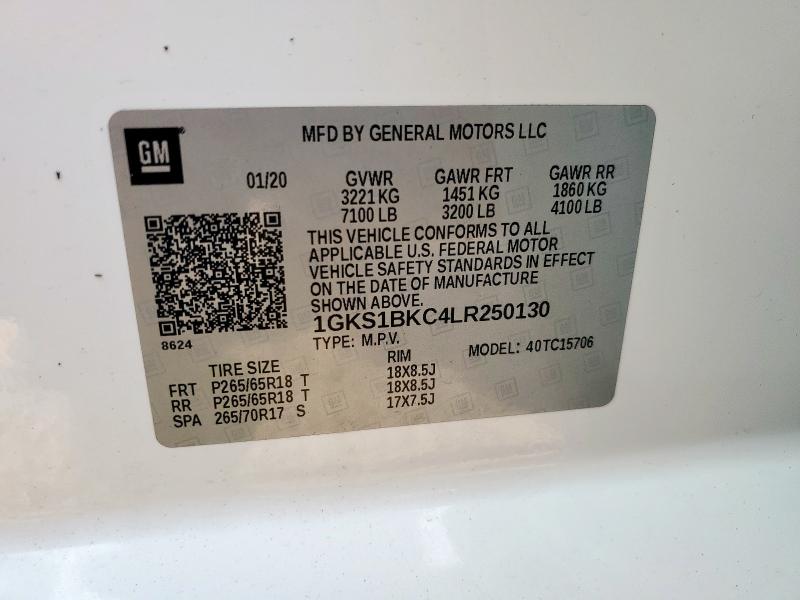 GM
MFD BY GENERAL MOTORS LLC
01/20
GVWR GAWR FRT GAWR RR
3221 KG 1451 KG 1860 KG
7100 LB 3200 LB 4100 LB
THIS VEHICLE CONFORMS TO ALL
APPLICABLE U.S. FEDERAL MOTOR
VEHICLE SAFETY STANDARDS IN EFFECT
ON THE DATE OF MANUFACTURE
SHOWN ABOVE.
1GKS1BKC4LR250130
8624
TYPE: M.P.V. MODEL: 40TC15706
TIRE SIZE RIM
FRT P265/65R18 T 18X8.5J
RR P265/65R18 T 18X8.5J
SPA 265/70R17 S 17X7.5J